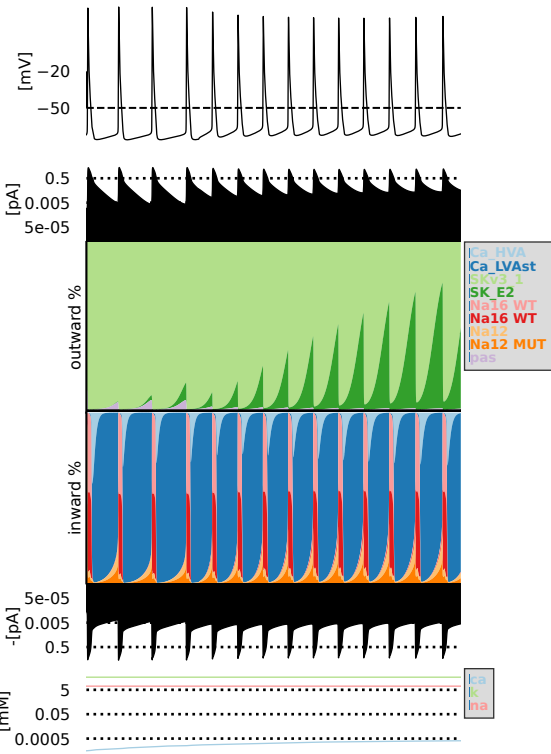 [mV]
−20
−50
[pA]
0.5
0.005
5e-05
outward %
Ca_HVA
Ca_LVAst
SKv3_1
SK_E2
Na16 WT
Na16 WT
Na12
Na12 MUT
pas
inward %
-[pA]
5e-05
0.005
0.5
[mM]
5
0.05
0.0005
ca
k
na